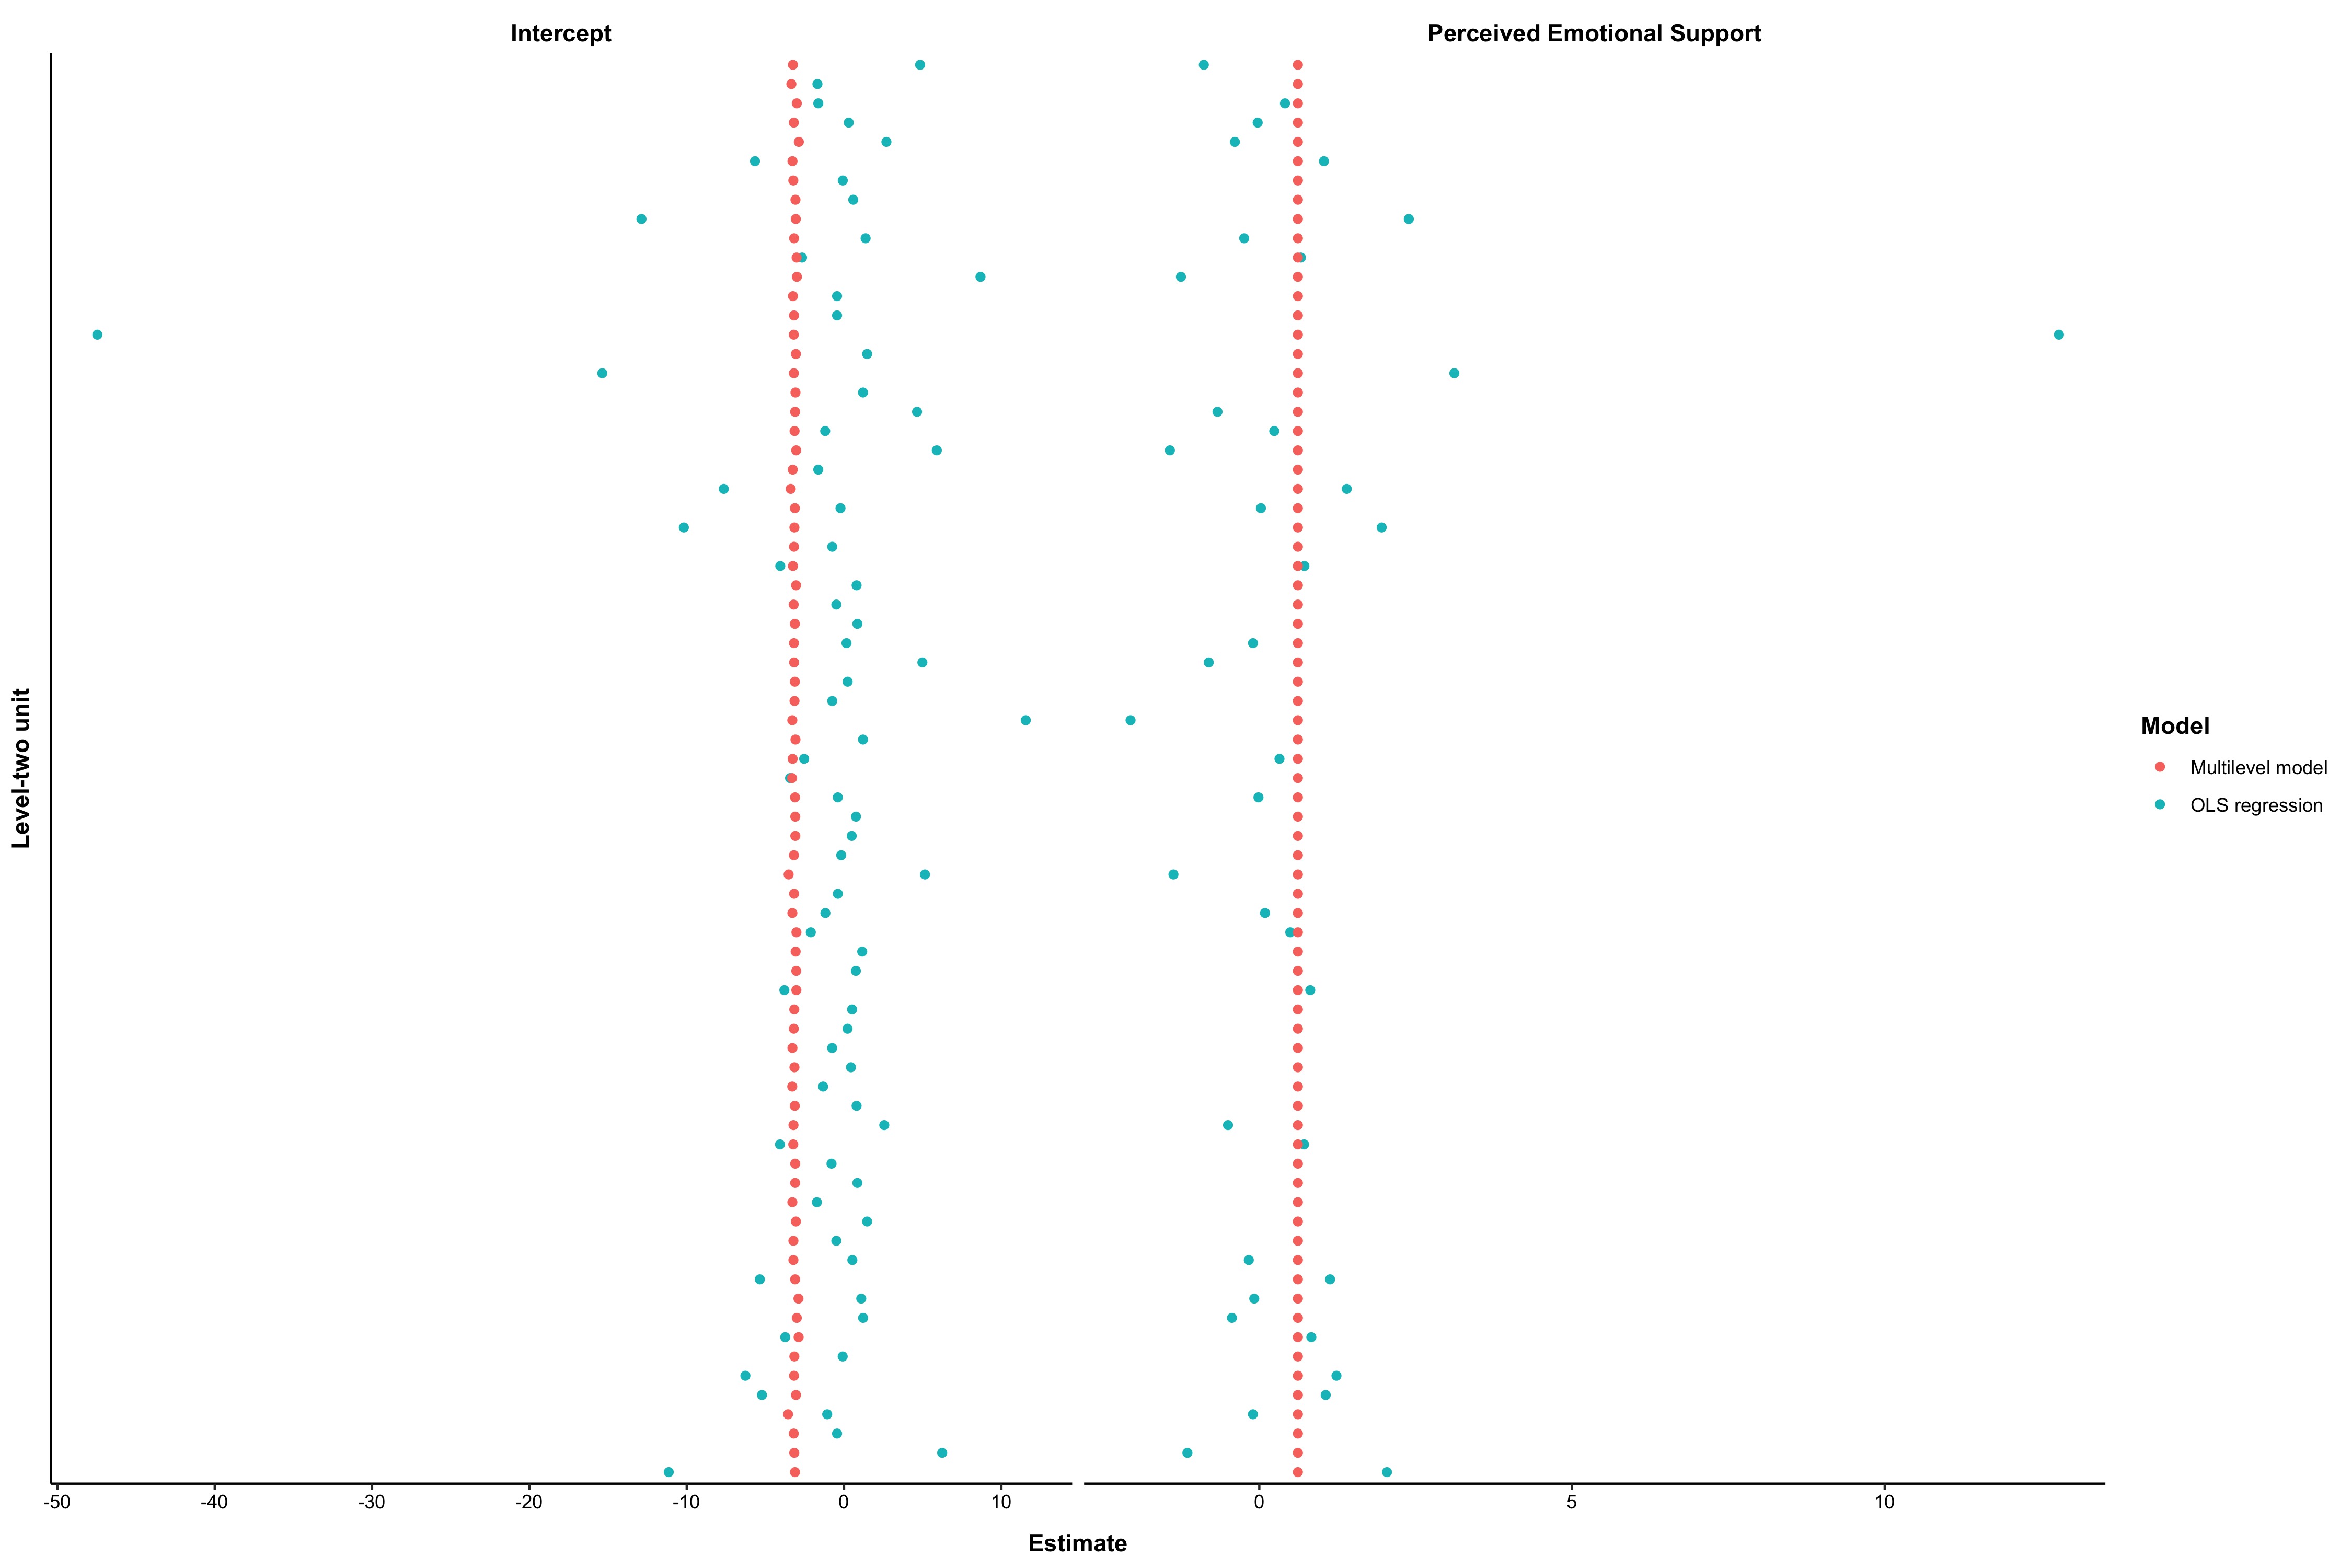 Intercept
Perceived Emotional Support
Level-two unit
Model
Multilevel model
OLS regression
-50 -40 -30 -20 -10 0 10 0 5 10
Estimate